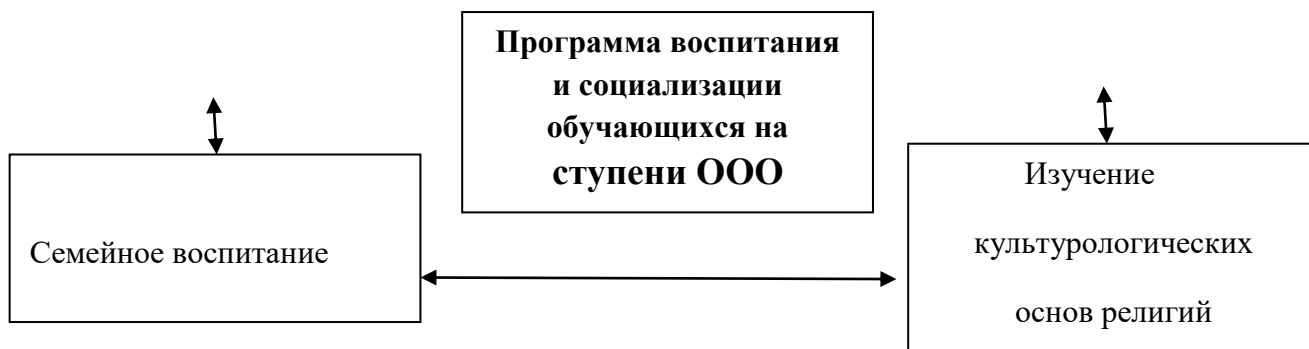 Программа воспитания
и социализации
обучающихся на
ступени ООО
Семейное воспитание
Изучение
культурологических
основ религий